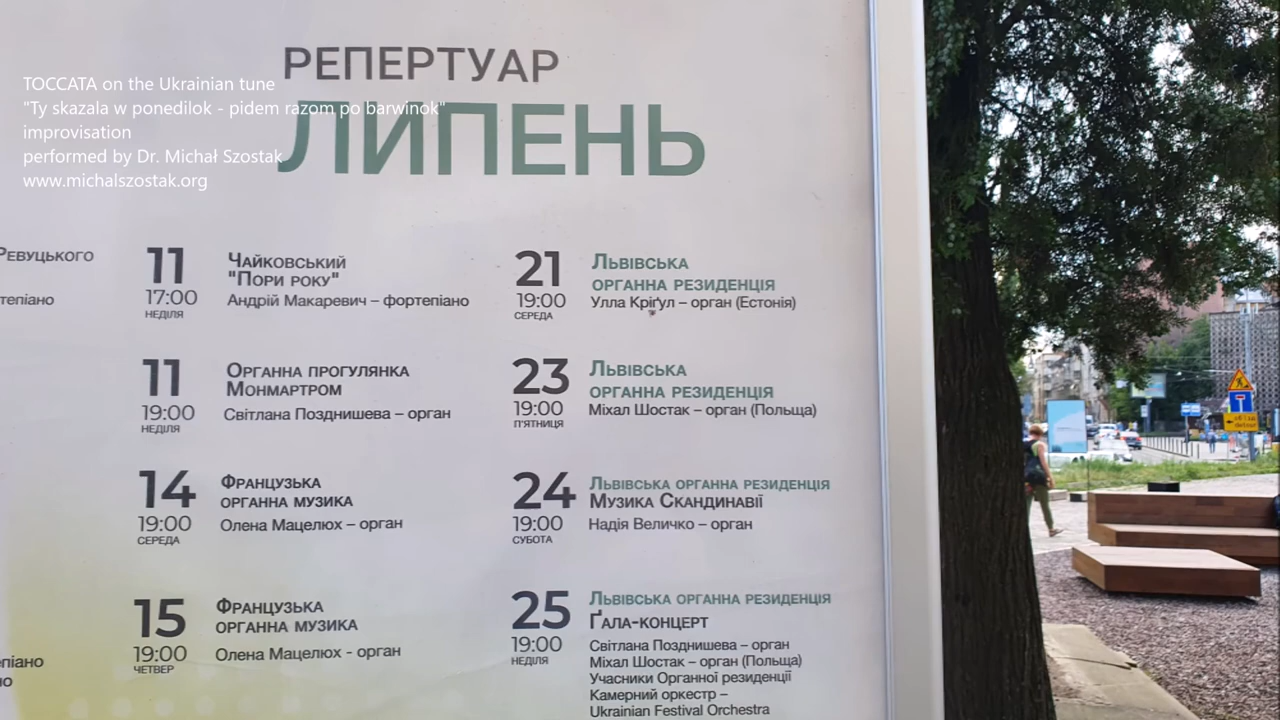 TOCCATA on the Ukrainian tune
"Ty skazala w ponedilok - pidem razom po barwinok"
improvisation
performed by Dr. Michał Szostak
www.michalszostak.org
РЕПЕРТУАР
ЛИПЕНЬ
Ревуцького
11
17:00
НЕДІЛЯ
Чайковський
"Пори року"
Андрій Макаревич – фортепіано
11
19:00
НЕДІЛЯ
Органна прогулянка
Монмартром
Світлана Позднишева – орган
14
19:00
СЕРЕДА
Французька
органна музика
Олена Мацелюх – орган
15
19:00
ЧЕТВЕР
Французька
органна музика
Олена Мацелюх - орган
21
19:00
СЕРЕДА
Львівська
органна резиденція
Улла Кріґул – орган (Естонія)
23
19:00
П'ЯТНИЦЯ
Львівська
органна резиденція
Міхал Шостак – орган (Польща)
24
19:00
СУБОТА
Львівська органна резиденція
Музика Скандинавії
Надія Величко – орган
25
19:00
НЕДІЛЯ
Львівська органна резиденція
Ґала-концерт
Світлана Позднишева – орган
Міхал Шостак – орган (Польща)
Учасники Органної резиденції
Камерний оркестр –
Ukrainian Festival Orchestra